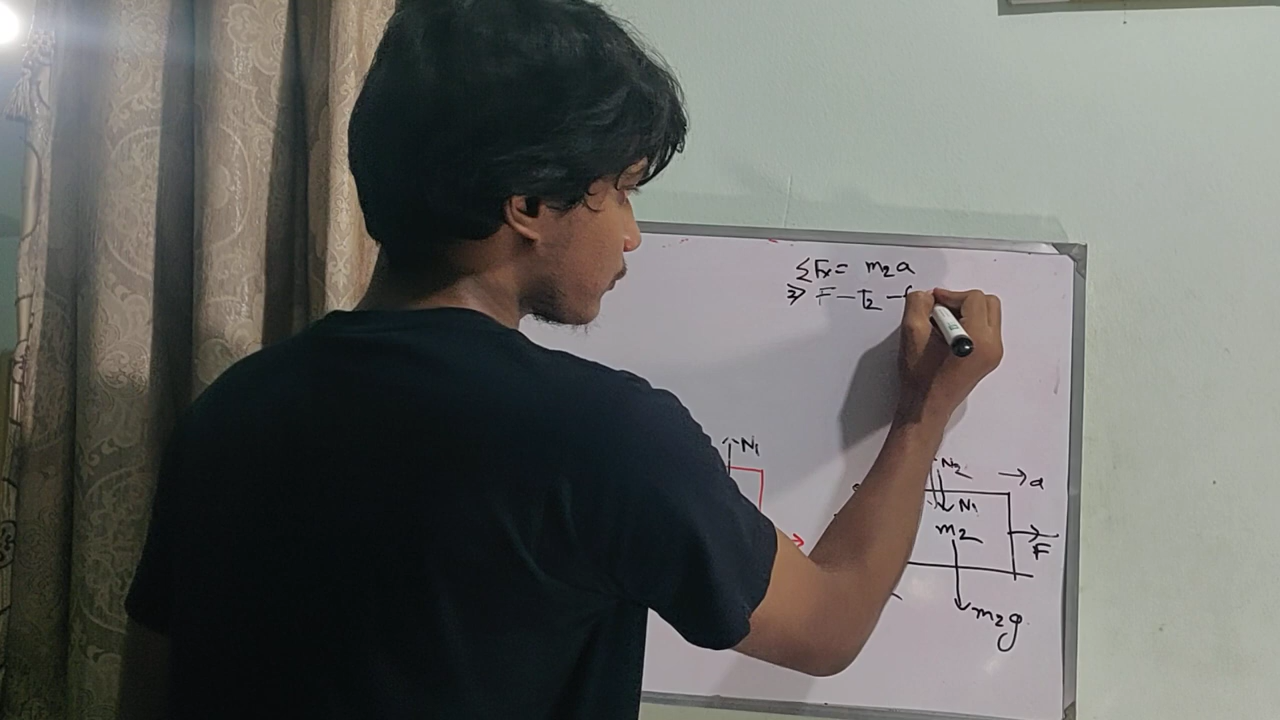 ΣFx = m₂a
⇒ F - T₂ - f
N₁
N₂
→ a
N₁
m₂
F
m₂g